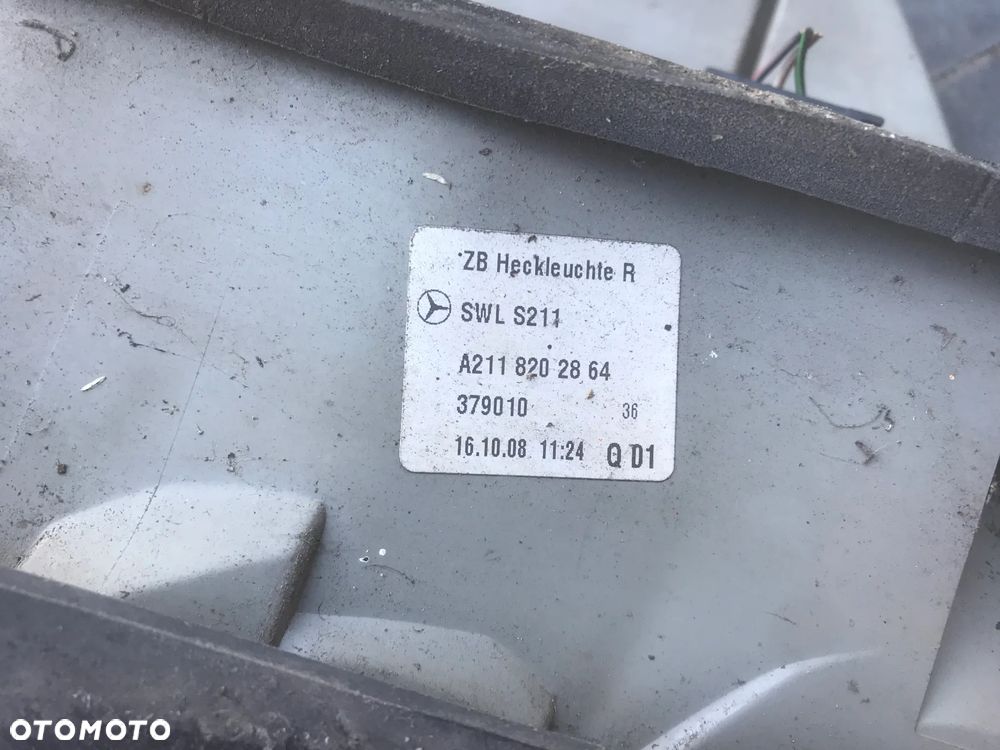 ZB Heckleuchte R
SWL S211
A211 820 28 64
379010 36
16.10.08 11:24 Q D1
OTOMOTO